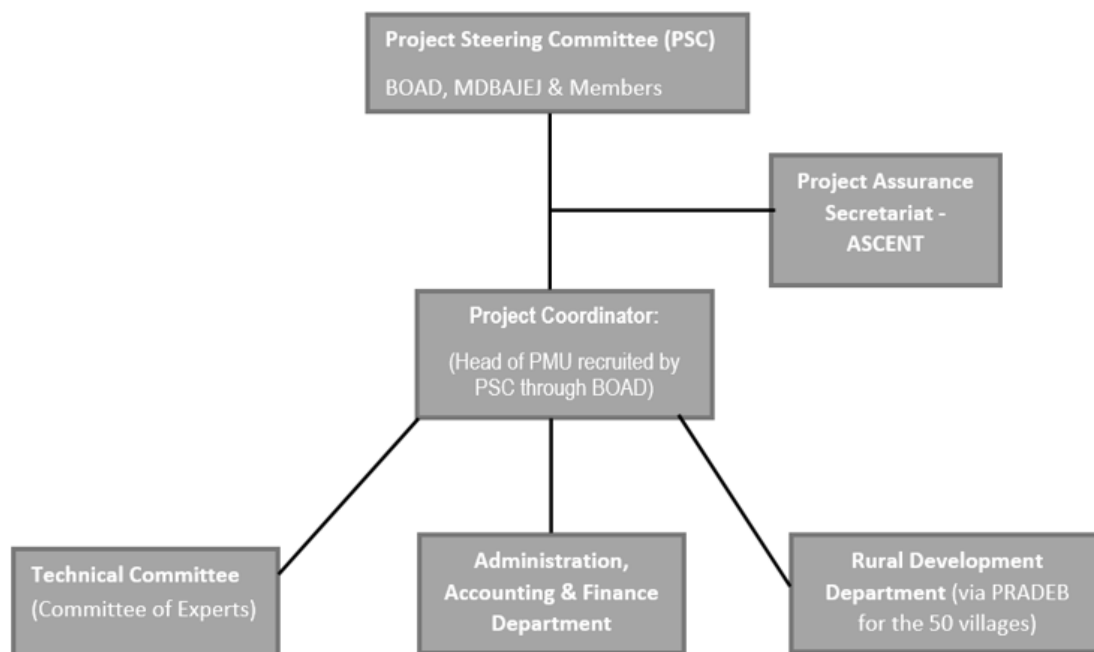 Project Steering Committee (PSC)
BOAD, MDBAJEJ & Members
Project Assurance
Secretariat -
ASCENT
Project Coordinator:
(Head of PMU recruited by
PSC through BOAD)
Technical Committee
(Committee of Experts)
Administration,
Accounting & Finance
Department
Rural Development
Department (via PRADEB
for the 50 villages)